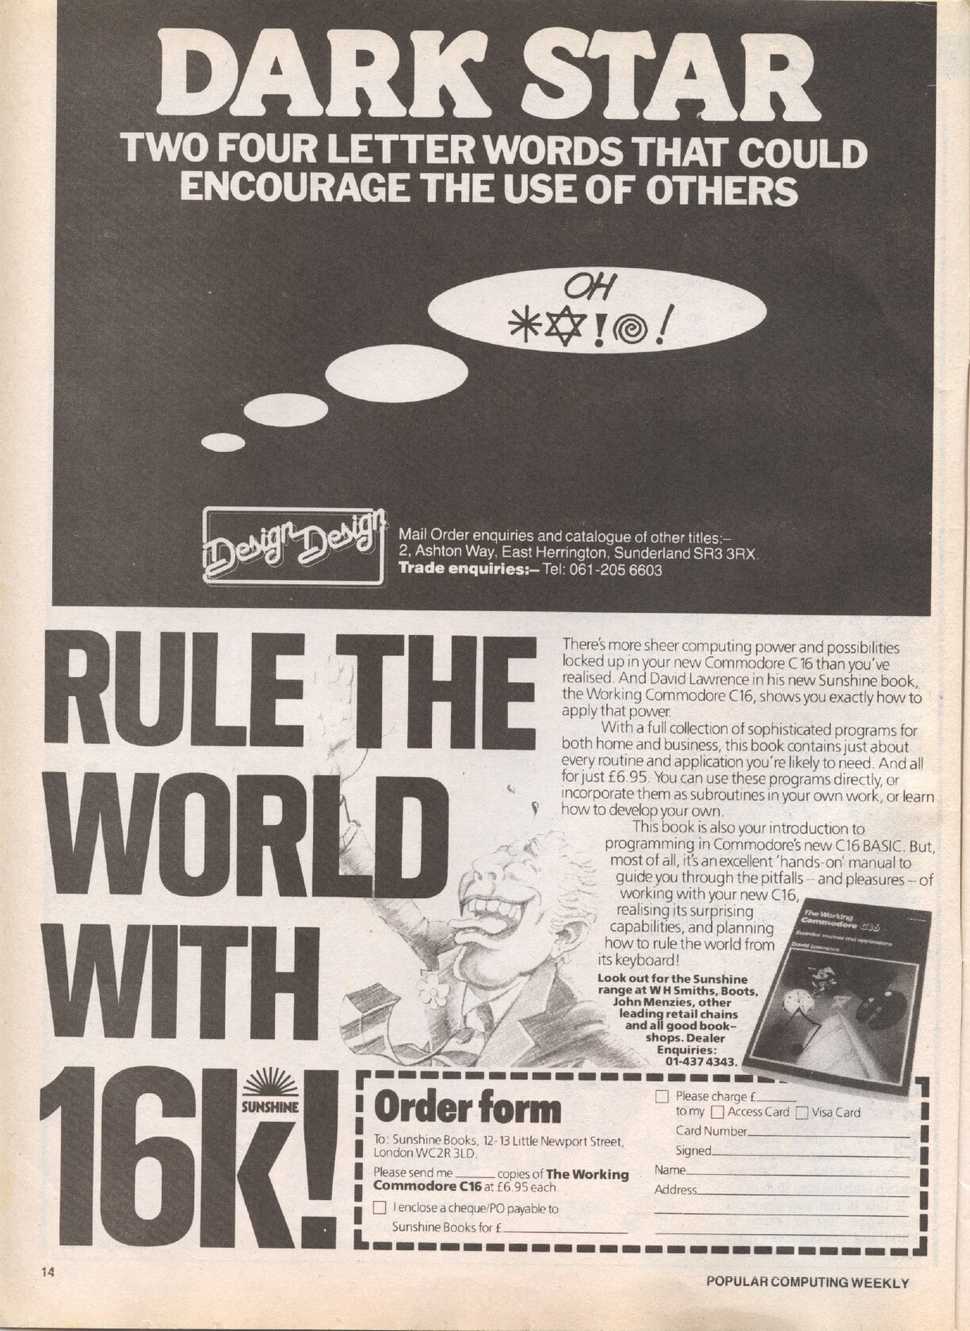 DARK STAR
TWO FOUR LETTER WORDS THAT COULD
ENCOURAGE THE USE OF OTHERS
OH
*✡!@!
Design Design
Mail Order enquiries and catalogue of other titles:–
2, Ashton Way, East Herrington, Sunderland SR3 3RX.
Trade enquiries:– Tel: 061-205 6603
RULE THE
WORLD
WITH
16k!
SUNSHINE
There's more sheer computing power and possibilities
locked up in your new Commodore C16 than you've
realised. And David Lawrence in his new Sunshine book,
the Working Commodore C16, shows you exactly how to
apply that power.
With a full collection of sophisticated programs for
both home and business, this book contains just about
every routine and application you're likely to need. And all
for just £6.95. You can use these programs directly, or
incorporate them as subroutines in your own work, or learn
how to develop your own.
This book is also your introduction to
programming in Commodore's new C16 BASIC. But,
most of all, it's an excellent 'hands-on' manual to
guide you through the pitfalls – and pleasures – of
working with your new C16,
realising its surprising
capabilities, and planning
how to rule the world from
its keyboard!
Look out for the Sunshine
range at W H Smiths, Boots,
John Menzies, other
leading retail chains
and all good book–
shops. Dealer
Enquiries:
01-437 4343.
The Working
Commodore C16
David Lawrence
Order form
To: Sunshine Books, 12-13 Little Newport Street,
London WC2R 3LD.
Please send me ______ copies of The Working
Commodore C16 at £6.95 each
I enclose a cheque/PO payable to
Sunshine Books for £
Please charge £
to my Access Card Visa Card
Card Number
Signed
Name
Address
14
POPULAR COMPUTING WEEKLY